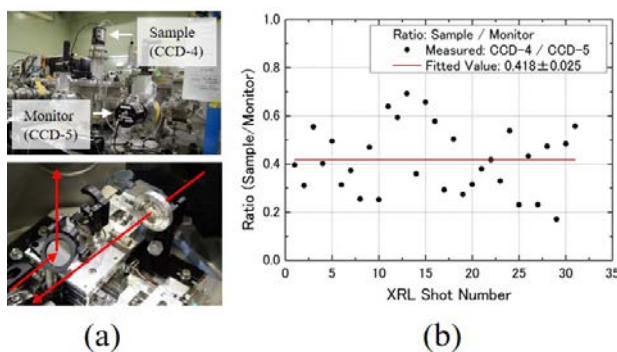 Sample
(CCD-4)
Monitor
(CCD-5)
(a)
Ratio: Sample / Monitor
Measured: CCD-4 / CCD-5
Fitted Value: 0.418±0.025
Ratio (Sample/Monitor)
1.0
0.8
0.6
0.4
0.2
0.0
0 5 10 15 20 25 30 35
XRL Shot Number
(b)